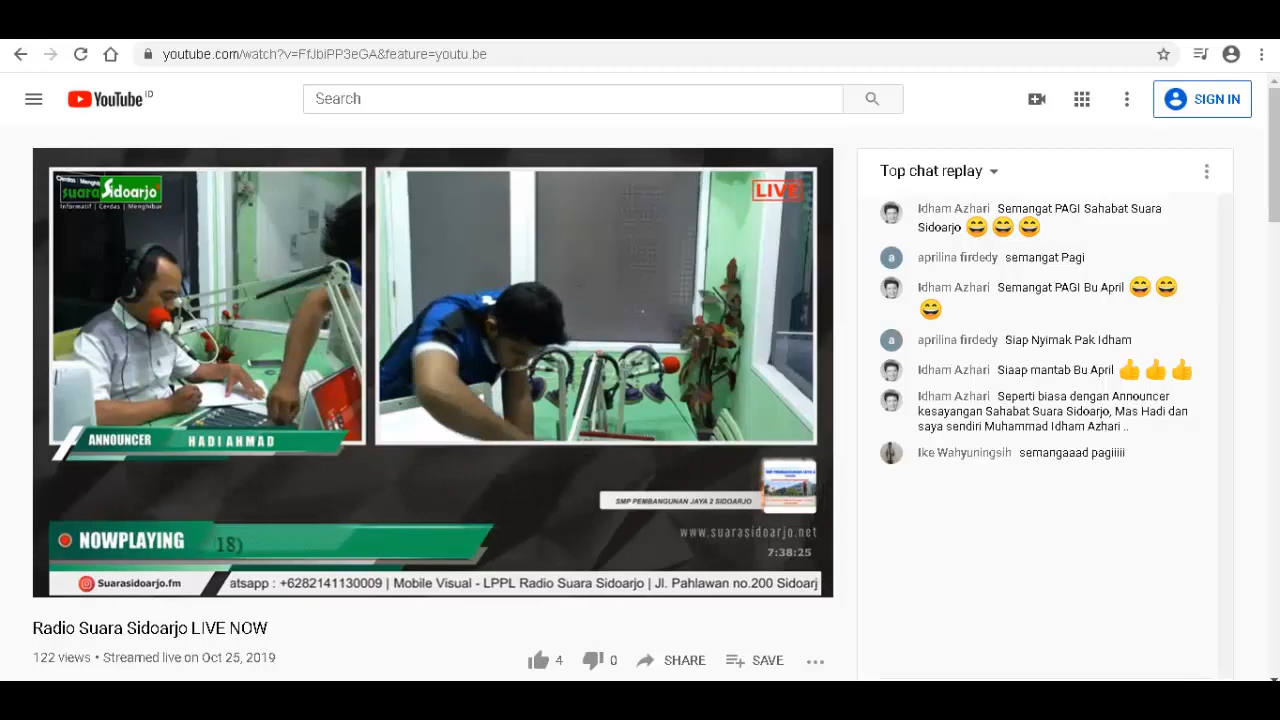 youtube.com/watch?v=FfJbiPP3eGA&feature=youtu.be
YouTube ID
Search
SIGN IN
suara Sidoarjo
Informatif | Cerdas | Menghibur
LIVE
ANNOUNCER HADI AHMAD
SMP PEMBANGUNAN JAYA 2 SIDOARJO
www.suarasidoarjo.net
7:38:25
NOWPLAYING 18)
Suarasidoarjo.fm
atsapp : +6282141130009 | Mobile Visual - LPPL Radio Suara Sidoarjo | Jl. Pahlawan no.200 Sidoarj
Radio Suara Sidoarjo LIVE NOW
122 views • Streamed live on Oct 25, 2019
4 0 SHARE SAVE
Top chat replay
Idham Azhari Semangat PAGI Sahabat Suara
Sidoarjo 😄 😄 😄
aprilina firdedy semangat Pagi
Idham Azhari Semangat PAGI Bu April 😄 😄
😄
aprilina firdedy Siap Nyimak Pak Idham
Idham Azhari Siaap mantab Bu April 👍 👍 👍
Idham Azhari Seperti biasa dengan Announcer
kesayangan Sahabat Suara Sidoarjo, Mas Hadi dan
saya sendiri Muhammad Idham Azhari ..
Ike Wahyuningsih semangaaad pagiiiii